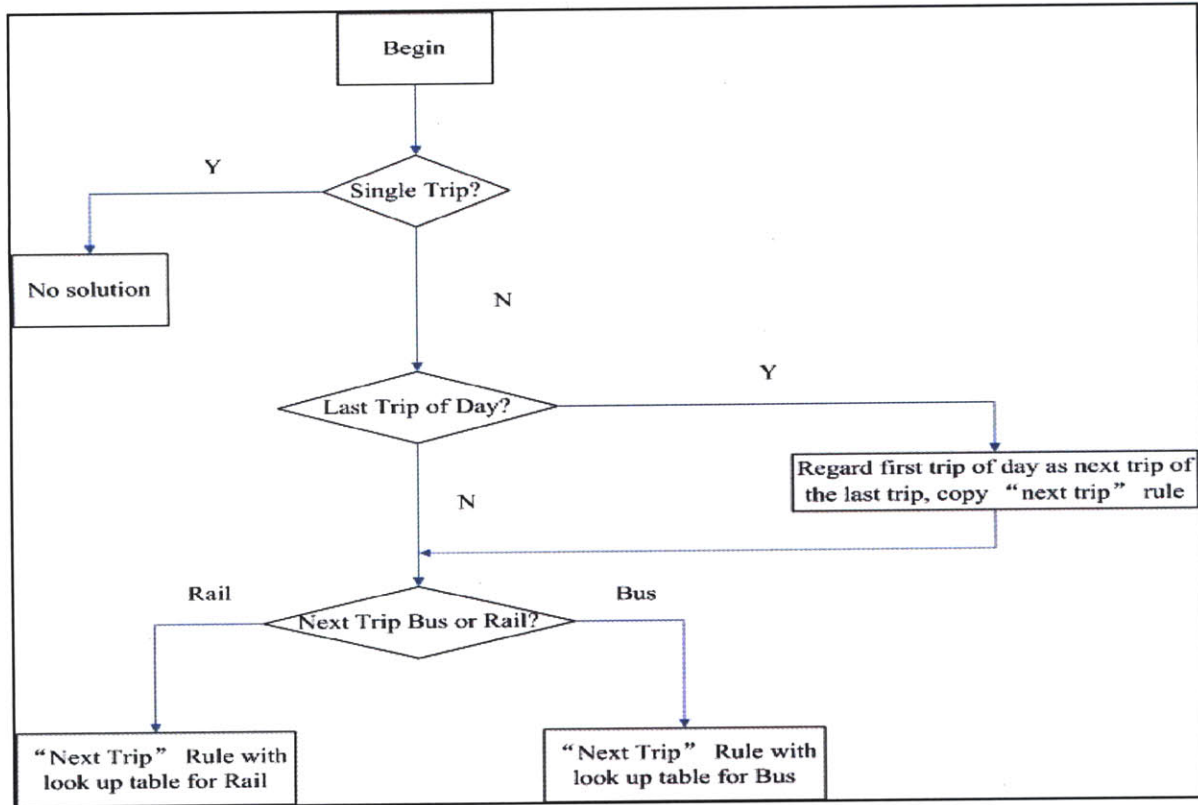 Begin
Y
Single Trip?
No solution
N
Y
Last Trip of Day?
Regard first trip of day as next trip of
the last trip, copy “next trip” rule
N
Rail
Bus
Next Trip Bus or Rail?
“Next Trip” Rule with
look up table for Rail
“Next Trip” Rule with
look up table for Bus